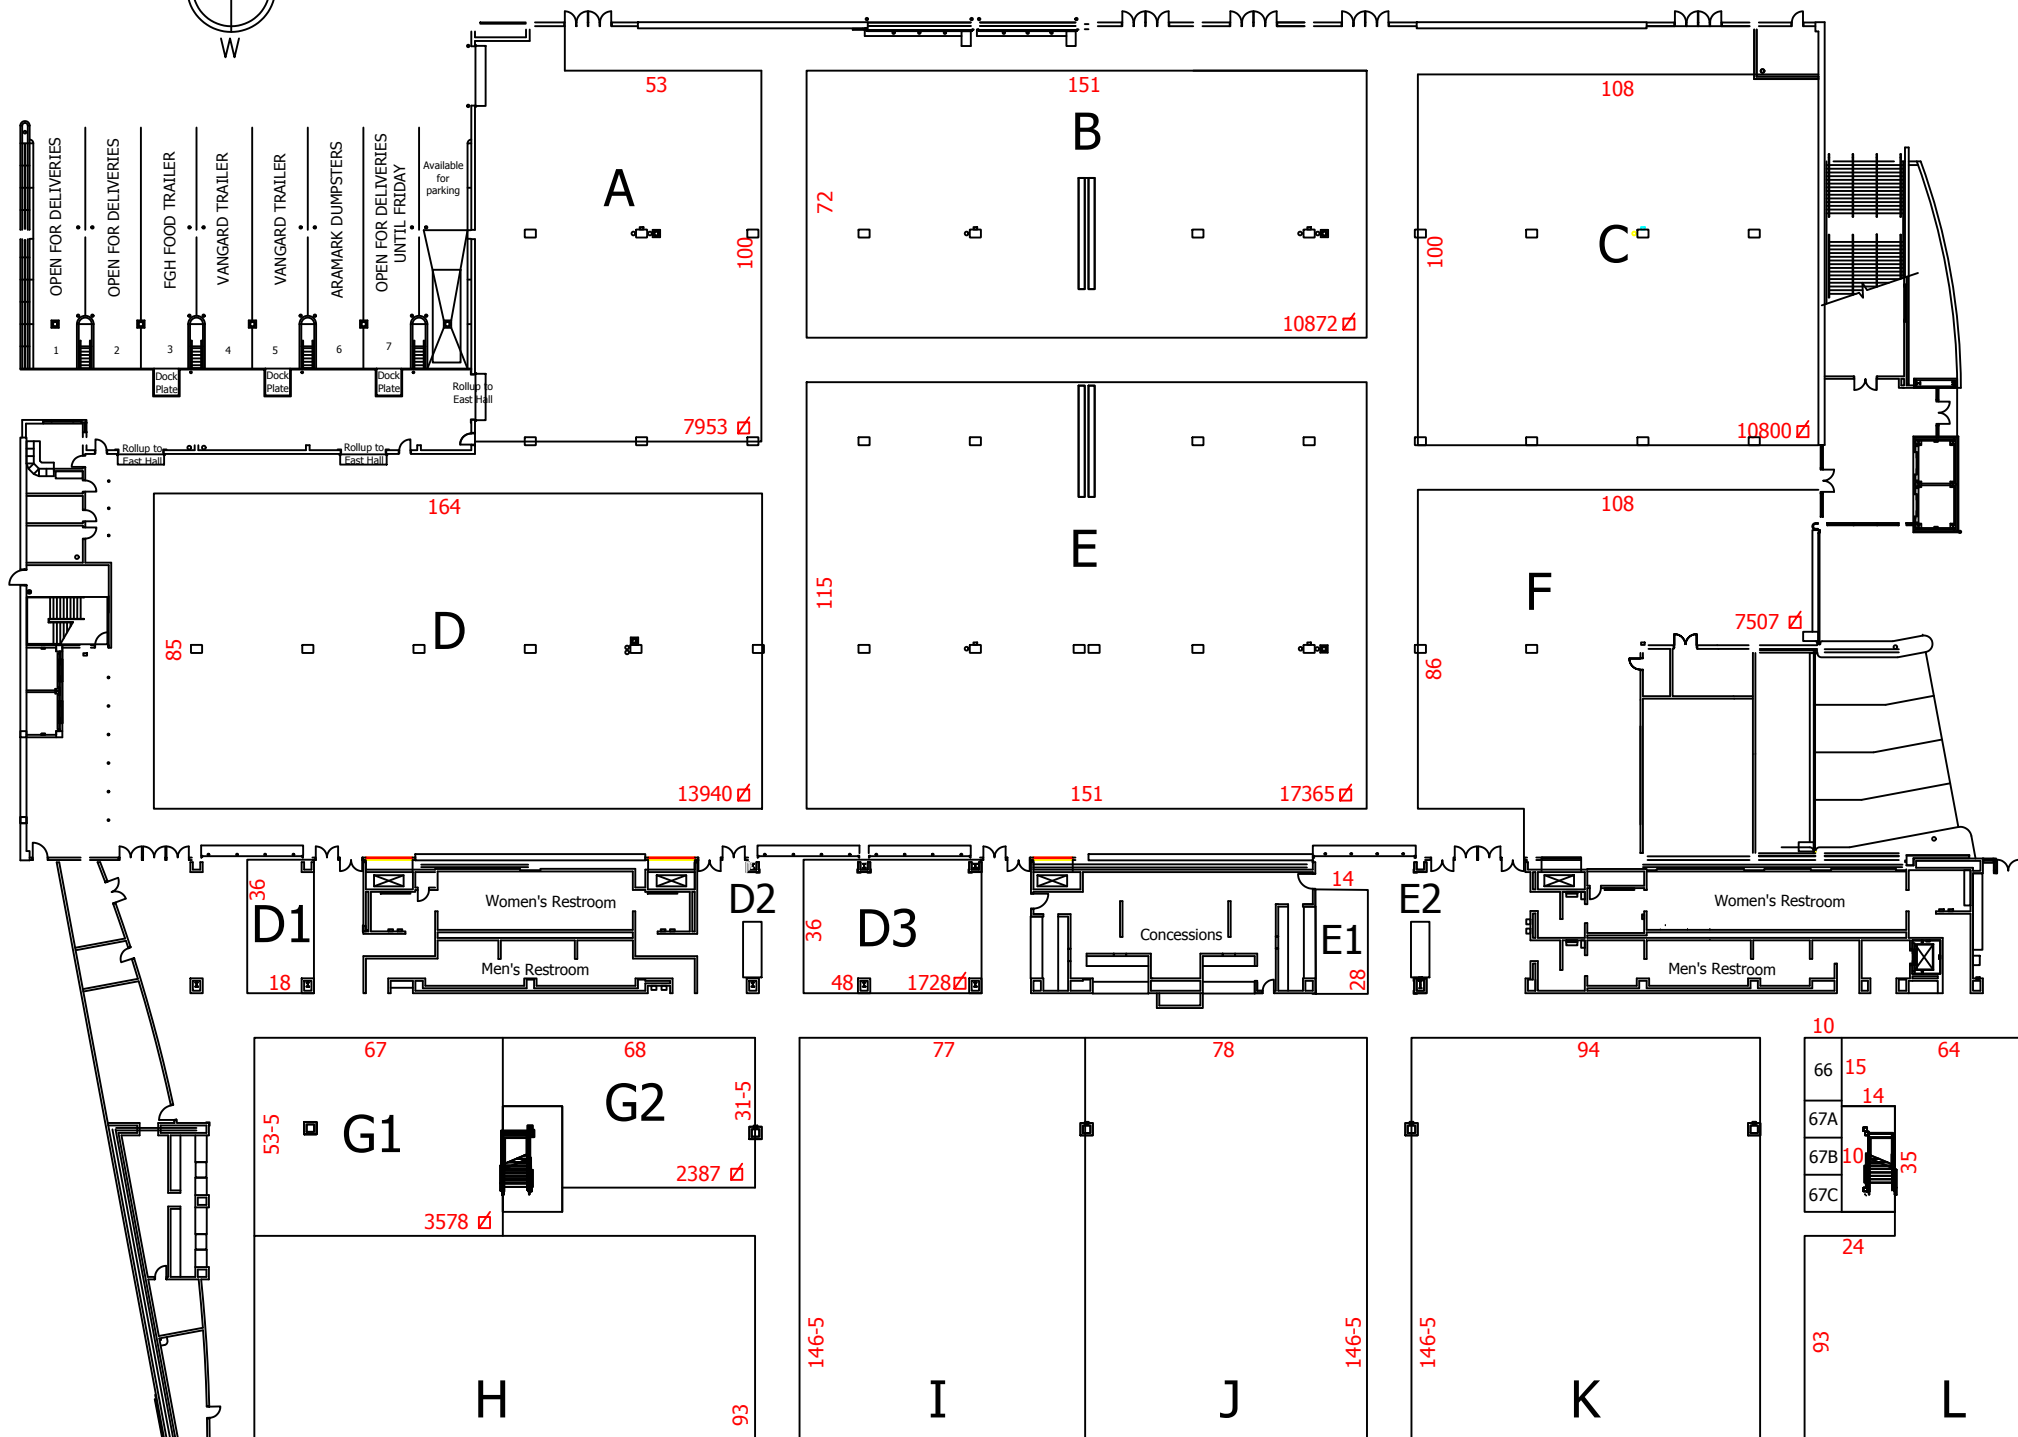 W
53
151
108
A
B
C
72
100
100
10872
7953
10800
OPEN FOR DELIVERIES
OPEN FOR DELIVERIES
FGH FOOD TRAILER
VANGARD TRAILER
VANGARD TRAILER
ARAMARK DUMPSTERS
OPEN FOR DELIVERIES
UNTIL FRIDAY
Available
for
parking
1
2
3
4
5
6
7
Dock
Plate
Dock
Plate
Dock
Plate
Rollup to
East Hall
Rollup to
East Hall
Rollup to
East Hall
164
D
85
13940
E
115
151
17365
108
F
7507
86
36
D1
18
Women's Restroom
Men's Restroom
D2
36
D3
48
1728
Concessions
14
E1
28
E2
Women's Restroom
Men's Restroom
67
68
77
78
94
10
64
53-5
G1
3578
G2
31-5
2387
66
15
14
67A
67B
10
35
67C
24
H
93
146-5
I
J
146-5
146-5
K
93
L